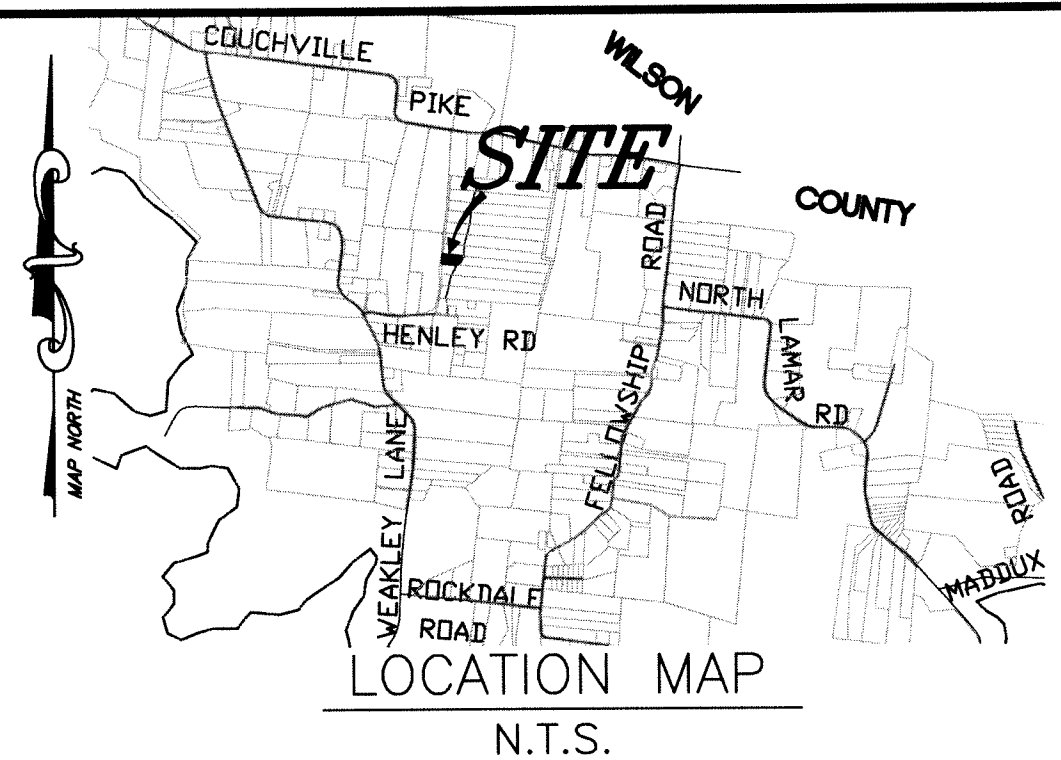 COUCHVILLE
PIKE
WILSON
COUNTY
SITE
ROAD
NORTH
LAMAR
RD
HENLEY RD
FELLOWSHIP
WEAKLEY LANE
ROCKDALE
ROAD
ROAD
MADDUX
MAP NORTH
LOCATION MAP
N.T.S.